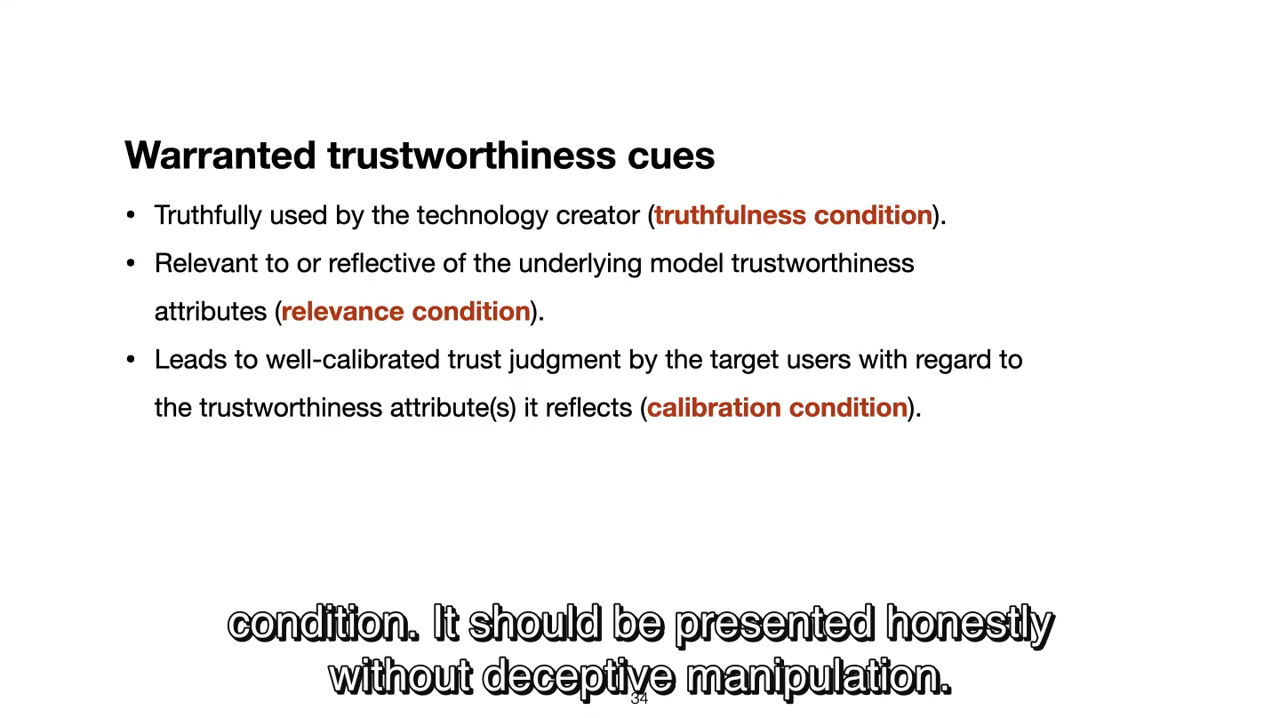 Warranted trustworthiness cues
• Truthfully used by the technology creator (truthfulness condition).
• Relevant to or reflective of the underlying model trustworthiness
attributes (relevance condition).
• Leads to well-calibrated trust judgment by the target users with regard to
the trustworthiness attribute(s) it reflects (calibration condition).
condition. It should be presented honestly
without deceptive manipulation.
34